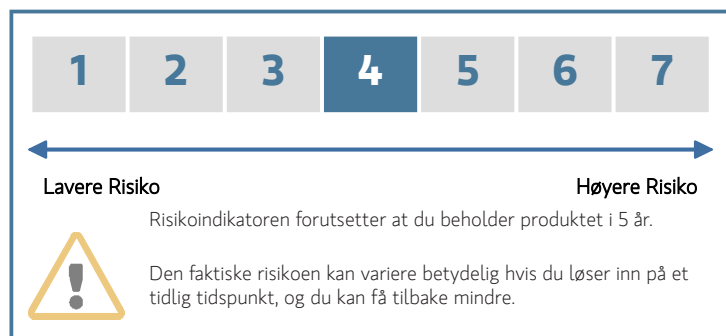 1 2 3 4 5 6 7
Lavere Risiko Høyere Risiko
Risikoindikatoren forutsetter at du beholder produktet i 5 år.
Den faktiske risikoen kan variere betydelig hvis du løser inn på et
tidlig tidspunkt, og du kan få tilbake mindre.